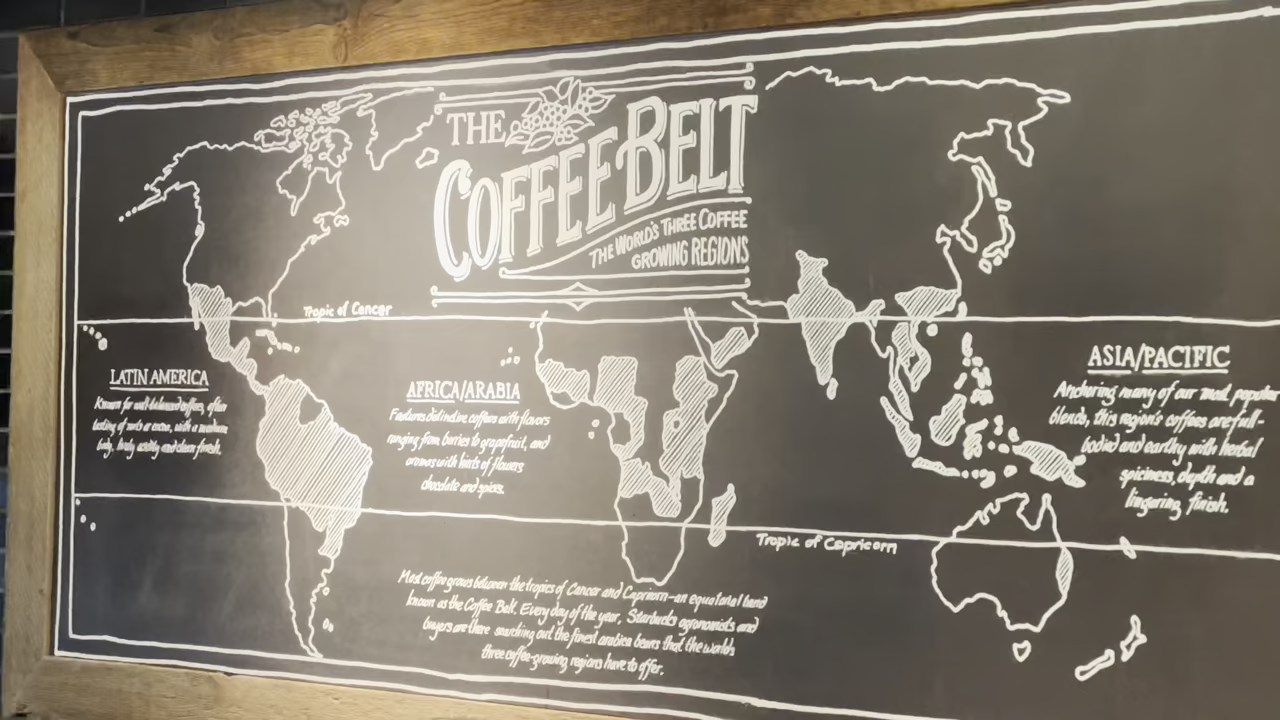 THE
COFFEE BELT
THE WORLD'S THREE COFFEE
GROWING REGIONS
Tropic of Cancer
LATIN AMERICA
Known for well-balanced coffees, often
tasting of nuts or cocoa, with a medium
body, lively acidity and clean finish.
AFRICA/ARABIA
Features distinctive coffees with flavors
ranging from berries to grapefruit, and
aromas with hints of flowers
chocolate and spices.
ASIA/PACIFIC
Anchoring many of our most popular
blends, this region's coffees are full-
bodied and earthy with herbal
spiciness, depth and a
lingering, finish.
Tropic of Capricorn
Most coffee grows between the tropics of Cancer and Capricorn-an equatorial band
known as the Coffee Belt. Every day of the year, Starbucks agronomists and
buyers are there searching out the finest arabica beans that the worlds
three coffee-growing regions have to offer.